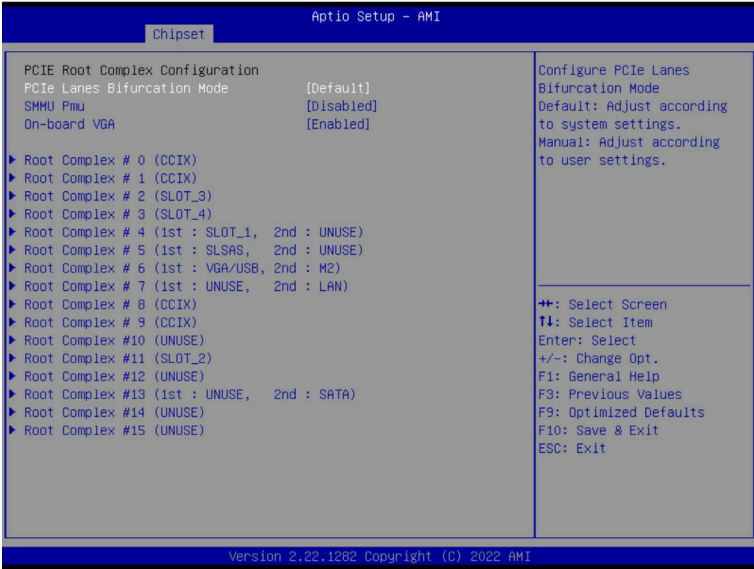 Aptio Setup – AMI
Chipset
PCIE Root Complex Configuration
PCIe Lanes Bifurcation Mode [Default]
SMMU Pmu [Disabled]
On-board VGA [Enabled]
Root Complex # 0 (CCIX)
Root Complex # 1 (CCIX)
Root Complex # 2 (SLOT_3)
Root Complex # 3 (SLOT_4)
Root Complex # 4 (1st : SLOT_1, 2nd : UNUSE)
Root Complex # 5 (1st : SLSAS, 2nd : UNUSE)
Root Complex # 6 (1st : VGA/USB, 2nd : M2)
Root Complex # 7 (1st : UNUSE, 2nd : LAN)
Root Complex # 8 (CCIX)
Root Complex # 9 (CCIX)
Root Complex #10 (UNUSE)
Root Complex #11 (SLOT_2)
Root Complex #12 (UNUSE)
Root Complex #13 (1st : UNUSE, 2nd : SATA)
Root Complex #14 (UNUSE)
Root Complex #15 (UNUSE)
Configure PCIe Lanes
Bifurcation Mode
Default: Adjust according
to system settings.
Manual: Adjust according
to user settings.
→←: Select Screen
↑↓: Select Item
Enter: Select
+/-: Change Opt.
F1: General Help
F3: Previous Values
F9: Optimized Defaults
F10: Save & Exit
ESC: Exit
Version 2.22.1282 Copyright (C) 2022 AMI